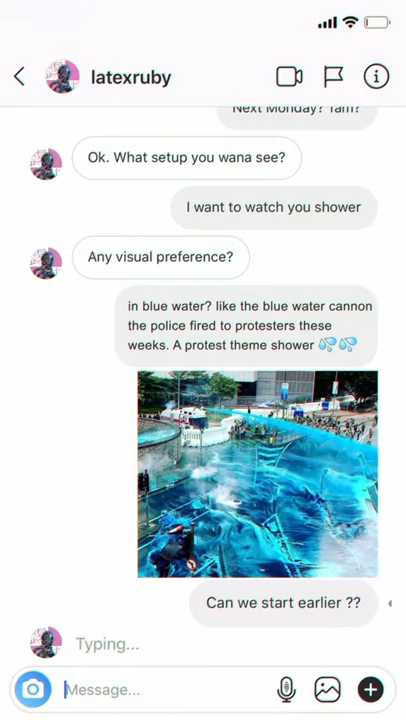 latexruby
Next Monday? 1am?
Ok. What setup you wana see?
I want to watch you shower
Any visual preference?
in blue water? like the blue water cannon
the police fired to protesters these
weeks. A protest theme shower 💦💦
Can we start earlier ??
Typing...
Message...